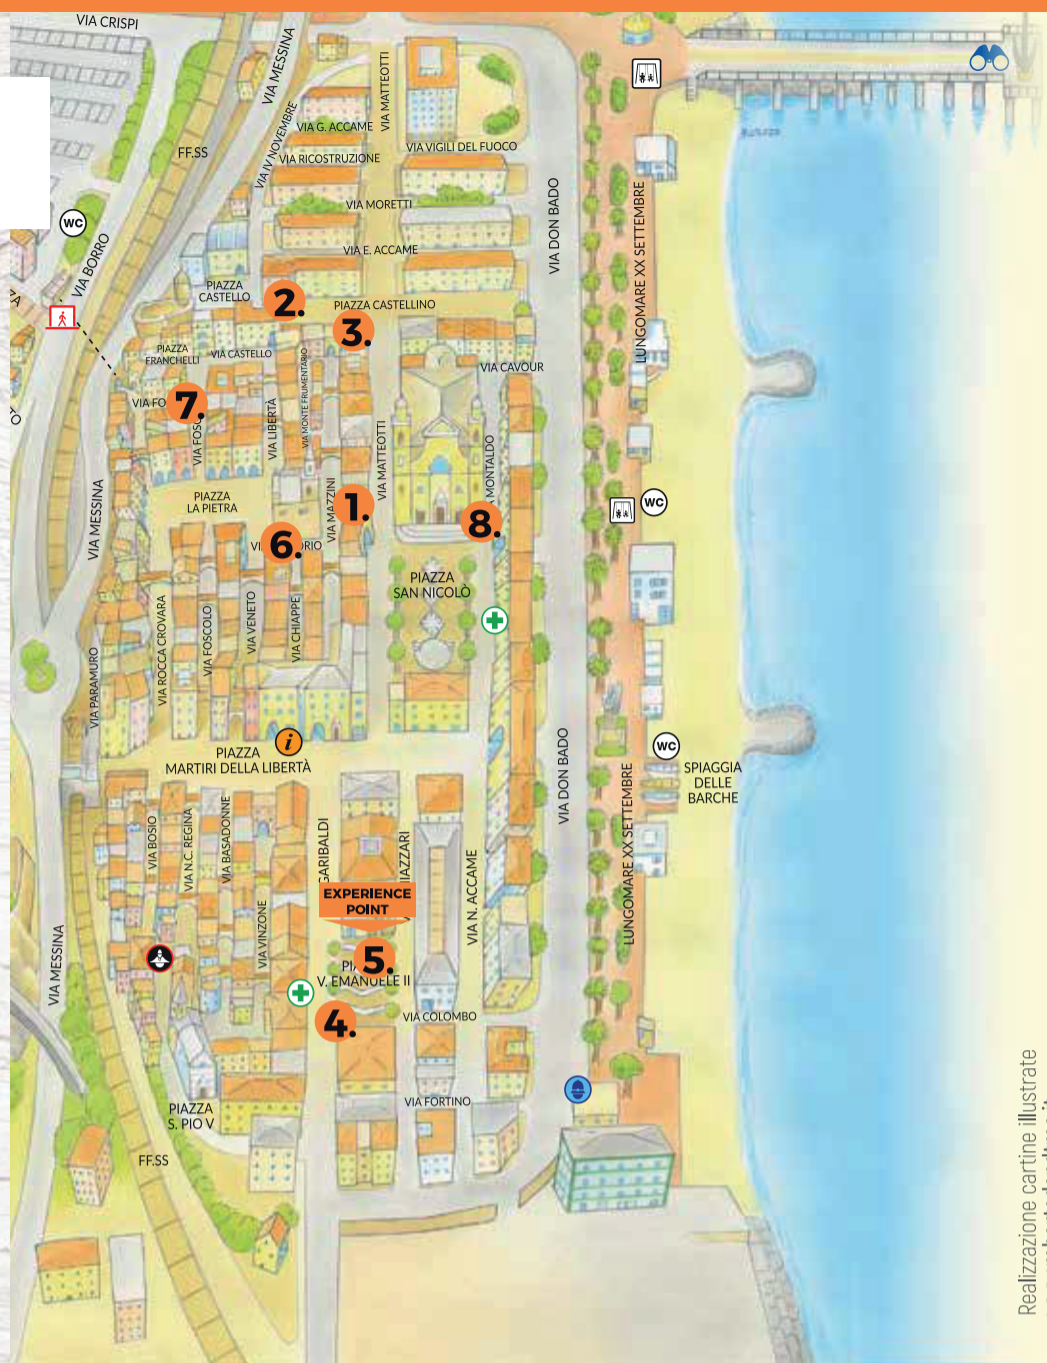 VIA CRISPI
VIA MESSINA
FF.SS
VIA IV NOVEMBRE
VIA G. ACCAME
VIA MATTEOTTI
VIA RICOSTRUZIONE
VIA VIGILI DEL FUOCO
VIA MORETTI
VIA E. ACCAME
VIA DON BADO
LUNGOMARE XX SETTEMBRE
WC
VIA BORRO
PIAZZA
CASTELLO
2.
PIAZZA CASTELLINO
3.
PIAZZA
FRANCHELLI
VIA CASTELLO
VIA MONTE FRUMENTARIO
VIA CAVOUR
7.
VIA LIBERTÀ
VIA MATTEOTTI
MONTALDO
VIA MESSINA
PIAZZA
LA PIETRA
VIA MAZZINI
1.
8.
WC
6.
PIAZZA
SAN NICOLÒ
VIA PARAMURO
VIA ROCCA CROVARA
VIA FOSCOLO
VIA VENETO
VIA CHIAPPE
i
PIAZZA
MARTIRI DELLA LIBERTÀ
VIA DON BADO
WC
SPIAGGIA
DELLE
BARCHE
VIA BOSIO
VIA N.C. REGINA
VIA BASADONNE
GARIBALDI
VIA N. ACCAME
LUNGOMARE XX SETTEMBRE
EXPERIENCE
POINT
VIA VINZONE
VIA MESSINA
5.
V. EMANUELE II
4.
VIA COLOMBO
VIA FORTINO
PIAZZA
S. PIO V
FF.SS
Realizzazione cartine illustrate